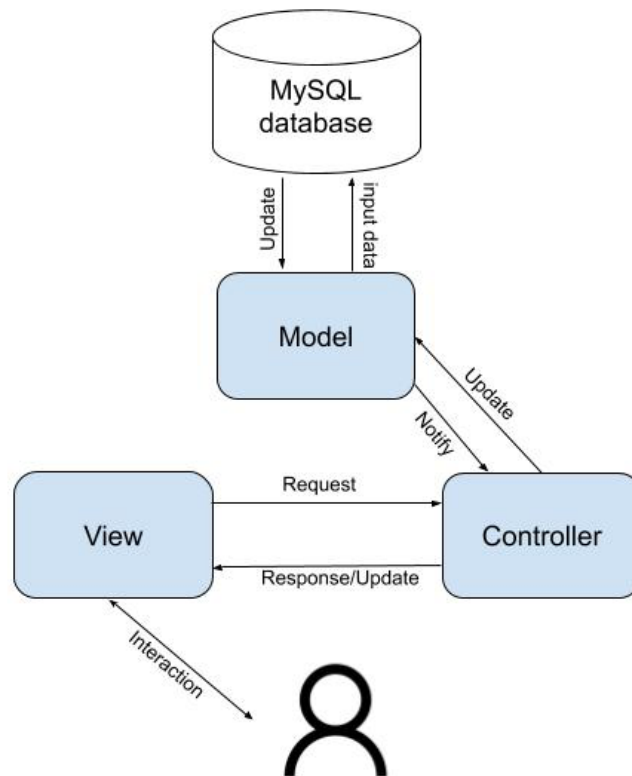 MySQL
database
Update
input data
Model
Update
Notify
Request
View
Controller
Response/Update
Interaction